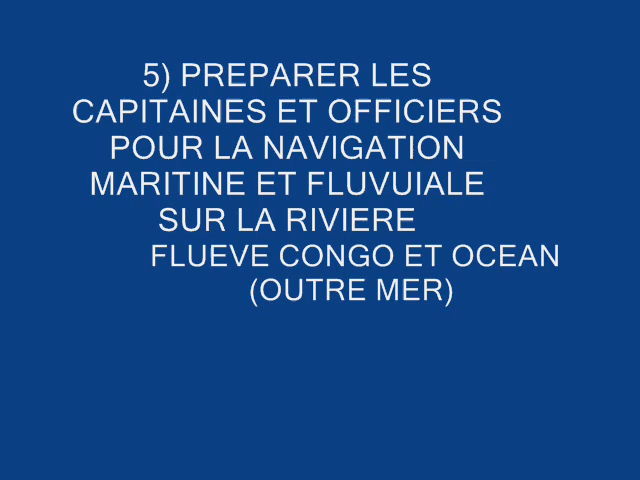 5) PREPARER LES
CAPITAINES ET OFFICIERS
POUR LA NAVIGATION
MARITINE ET FLUVUIALE
SUR LA RIVIERE
FLUEVE CONGO ET OCEAN
(OUTRE MER)